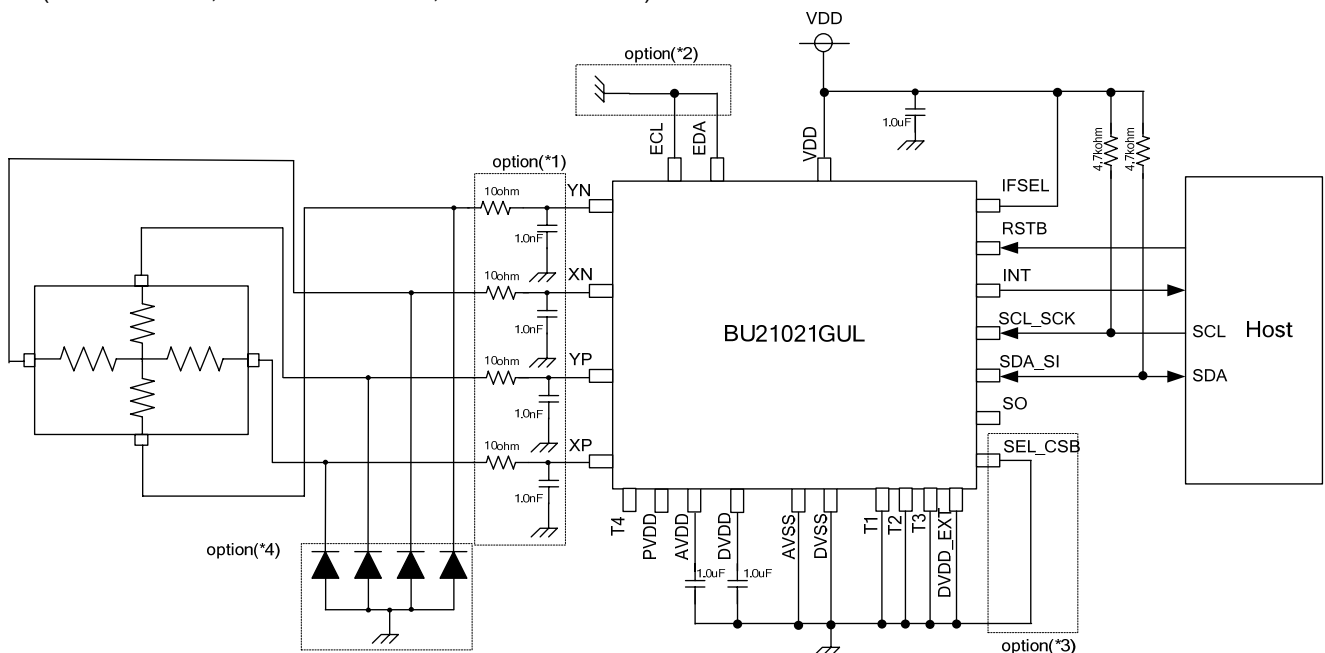 VDD
option(*2)
ECL
EDA
VDD
1.0uF
4.7kohm
4.7kohm
option(*1)
10ohm
YN
1.0nF
10ohm
XN
1.0nF
10ohm
YP
1.0nF
10ohm
XP
1.0nF
BU21021GUL
IFSEL
RSTB
INT
SCL_SCK
SCL
Host
SDA_SI
SDA
SO
SEL_CSB
T4
PVDD
AVDD
DVDD
AVSS
DVSS
T1
T2
T3
DVDD_EXT
1.0uF
1.0uF
option(*4)
option(*3)